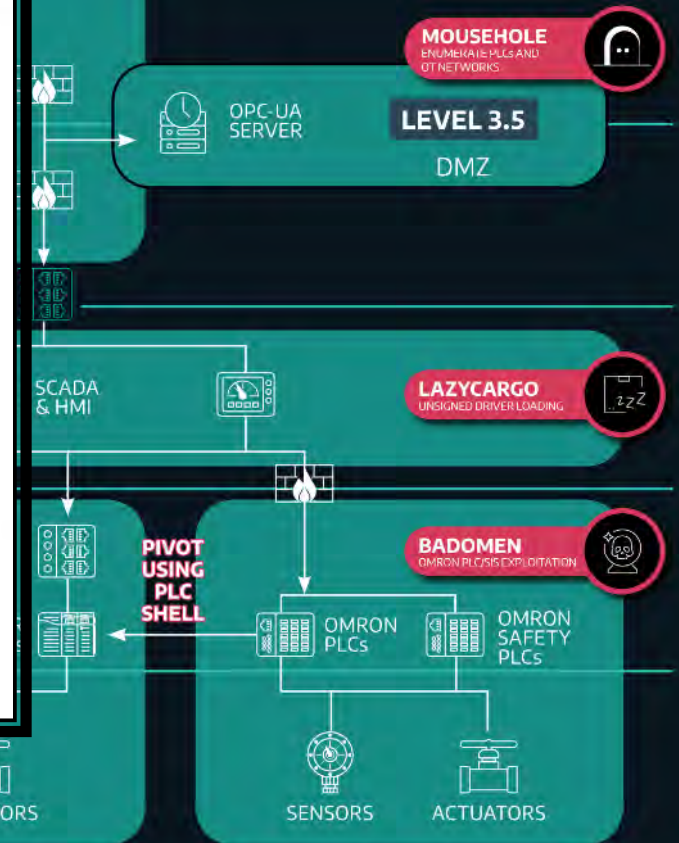 MOUSEHOLE
ENUMERATE PLCs AND
OT NETWORKS
OPC-UA
SERVER
LEVEL 3.5
DMZ
SCADA
& HMI
LAZYCARGO
UNSIGNED DRIVER LOADING
zzZ
BADOMEN
OMRON PLC/SIS EXPLOITATION
PIVOT
USING
PLC
SHELL
OMRON
PLCs
OMRON
SAFETY
PLCs
ORS
SENSORS
ACTUATORS